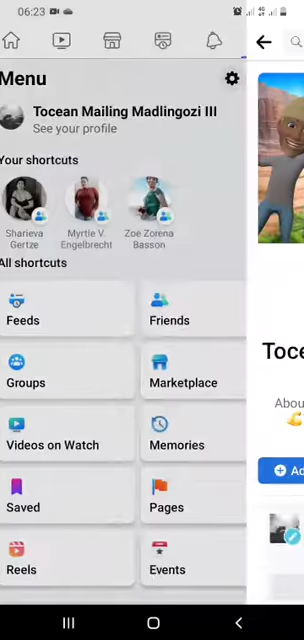 06:23
Menu
Tocean Mailing Madlingozi III
See your profile
Your shortcuts
Sharieva
Gertze
Myrtle V.
Engelbrecht
Zoe Zorena
Basson
All shortcuts
Feeds
Friends
Groups
Marketplace
Videos on Watch
Memories
Saved
Pages
Reels
Events
Toce
Abou
Ad